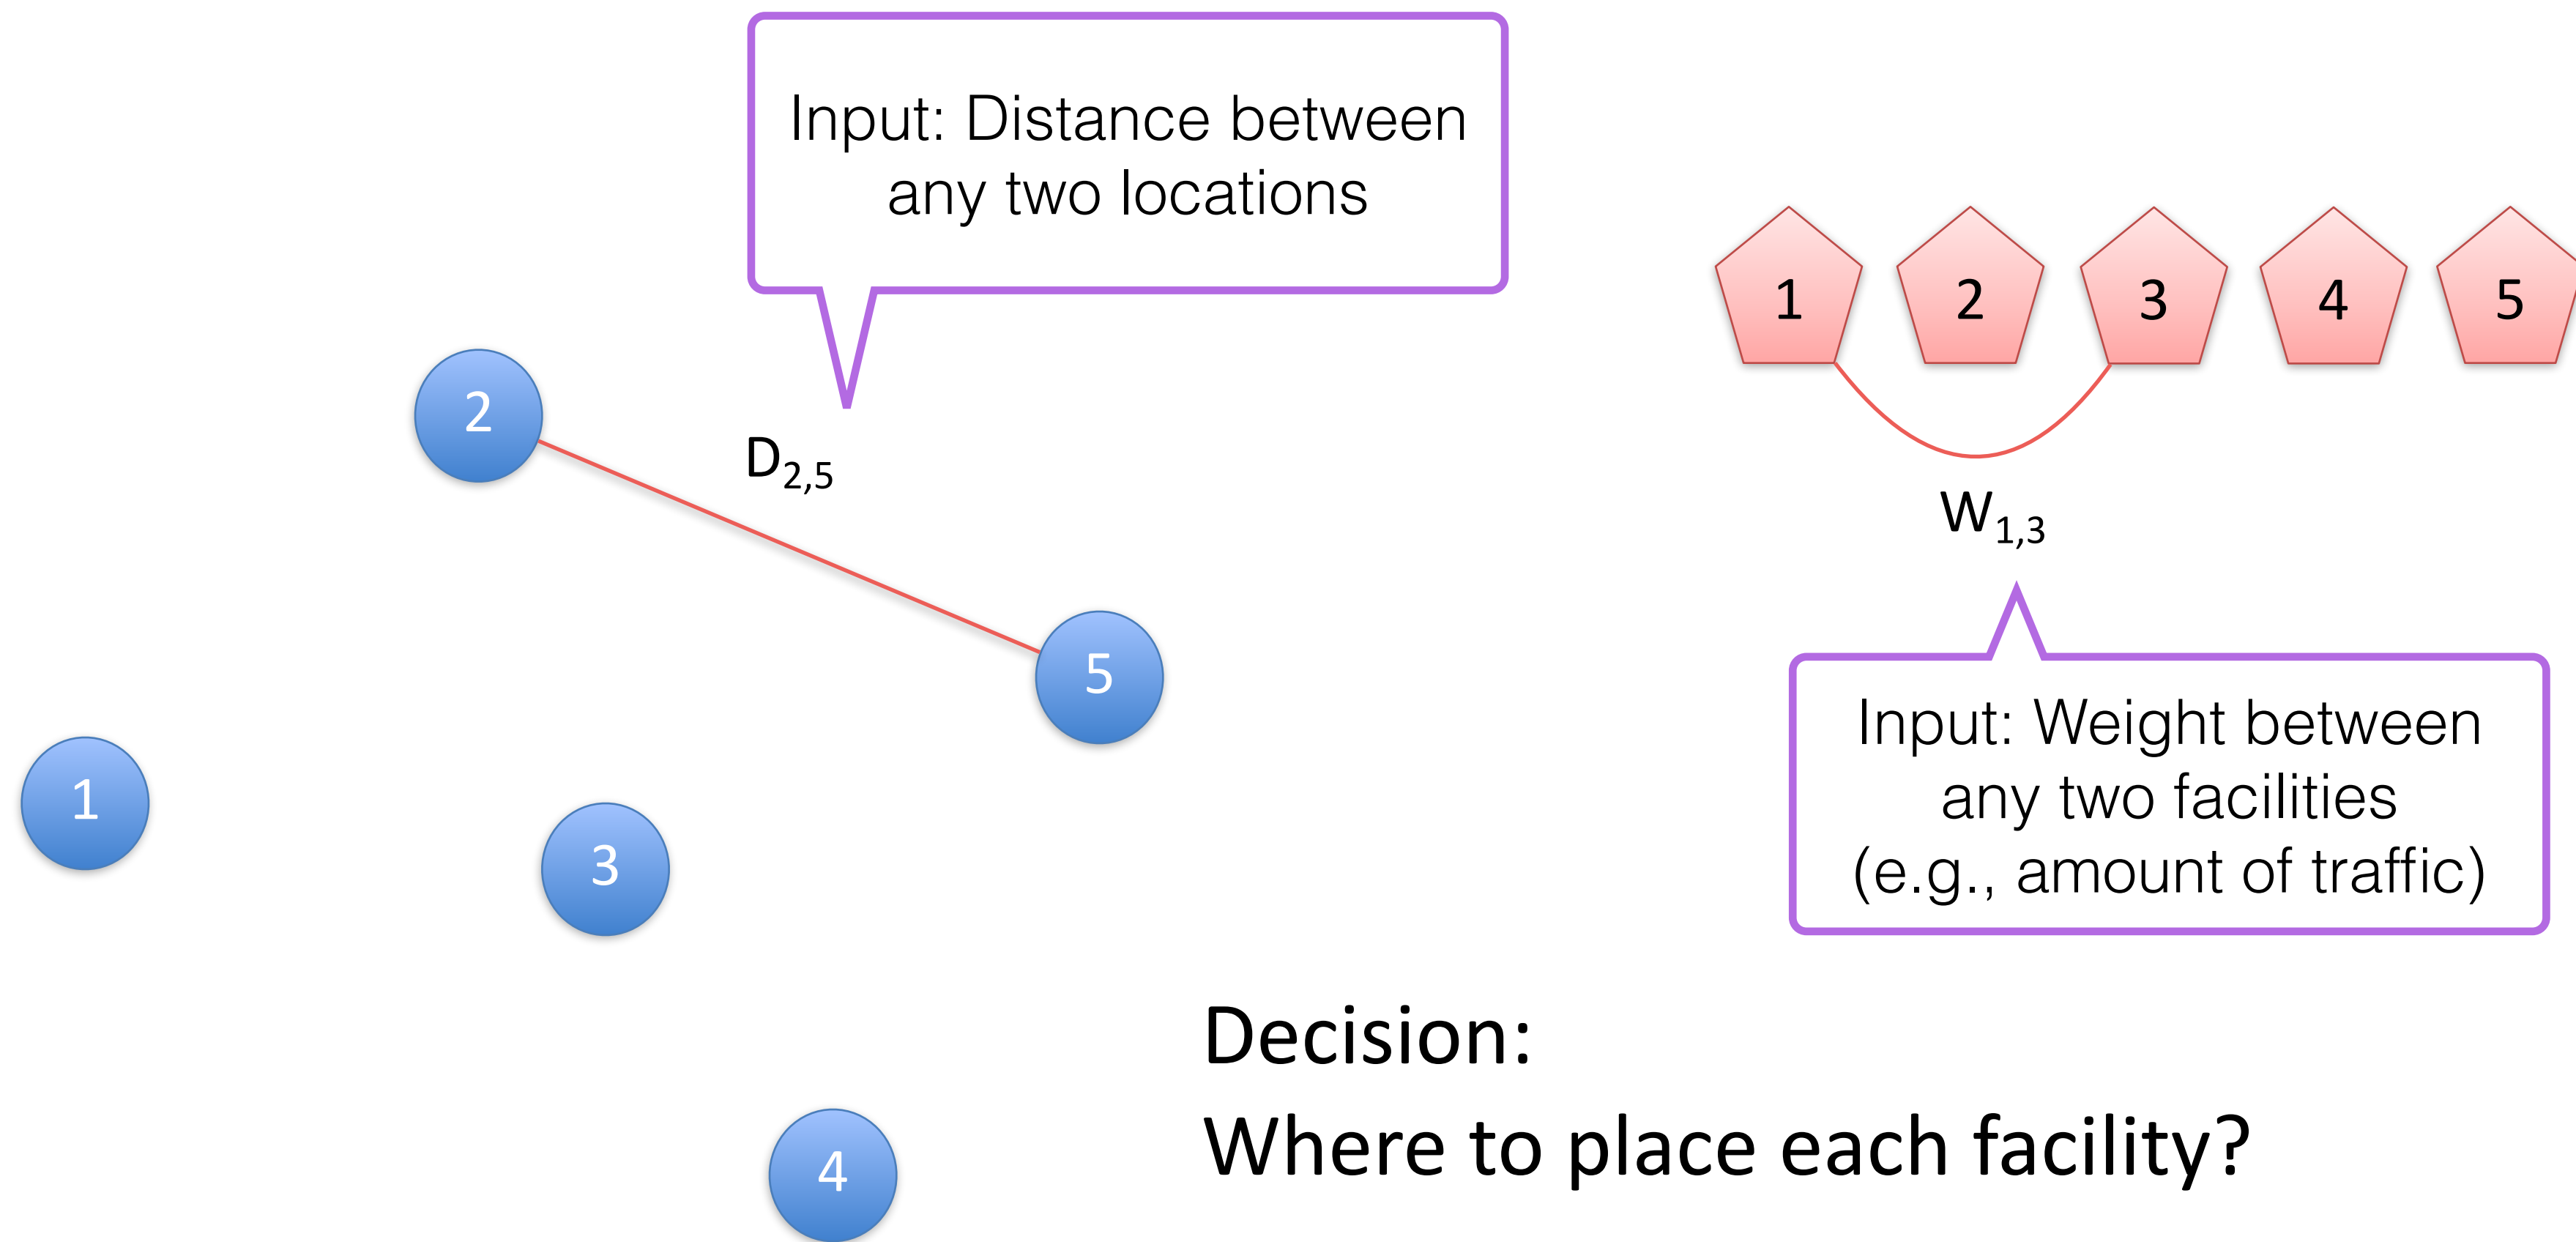 Input: Distance between
any two locations
1 2 3 4 5
2
D2,5
W1,3
5
Input: Weight between
any two facilities
(e.g., amount of traffic)
1
3
Decision:
Where to place each facility?
4